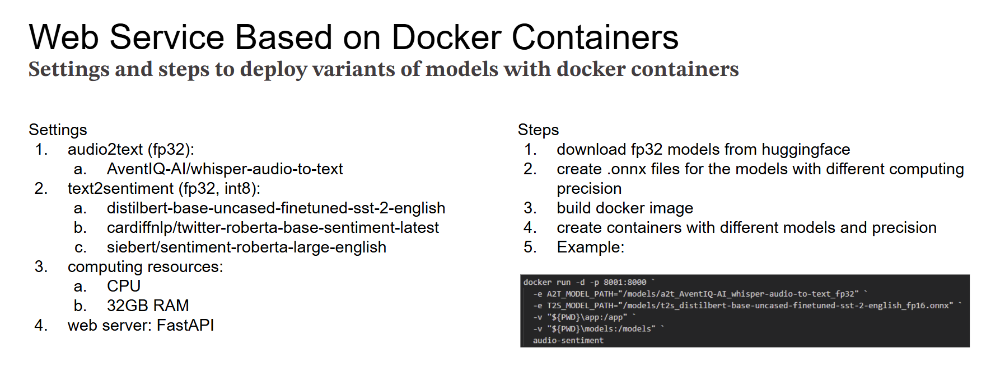 Web Service Based on Docker Containers
Settings and steps to deploy variants of models with docker containers
Settings
1. audio2text (fp32):
a. AventIQ-AI/whisper-audio-to-text
2. text2sentiment (fp32, int8):
a. distilbert-base-uncased-finetuned-sst-2-english
b. cardiffnlp/twitter-roberta-base-sentiment-latest
c. siebert/sentiment-roberta-large-english
3. computing resources:
a. CPU
b. 32GB RAM
4. web server: FastAPI
Steps
1. download fp32 models from huggingface
2. create .onnx files for the models with different computing
precision
3. build docker image
4. create containers with different models and precision
5. Example:
docker run -d -p 8001:8000 `
-e A2T_MODEL_PATH="/models/a2t_AventIQ-AI_whisper-audio-to-text_fp32" `
-e T2S_MODEL_PATH="/models/t2s_distilbert-base-uncased-finetuned-sst-2-english_fp16.onnx" `
-v "${PWD}\app:/app" `
-v "${PWD}\models:/models" `
audio-sentiment